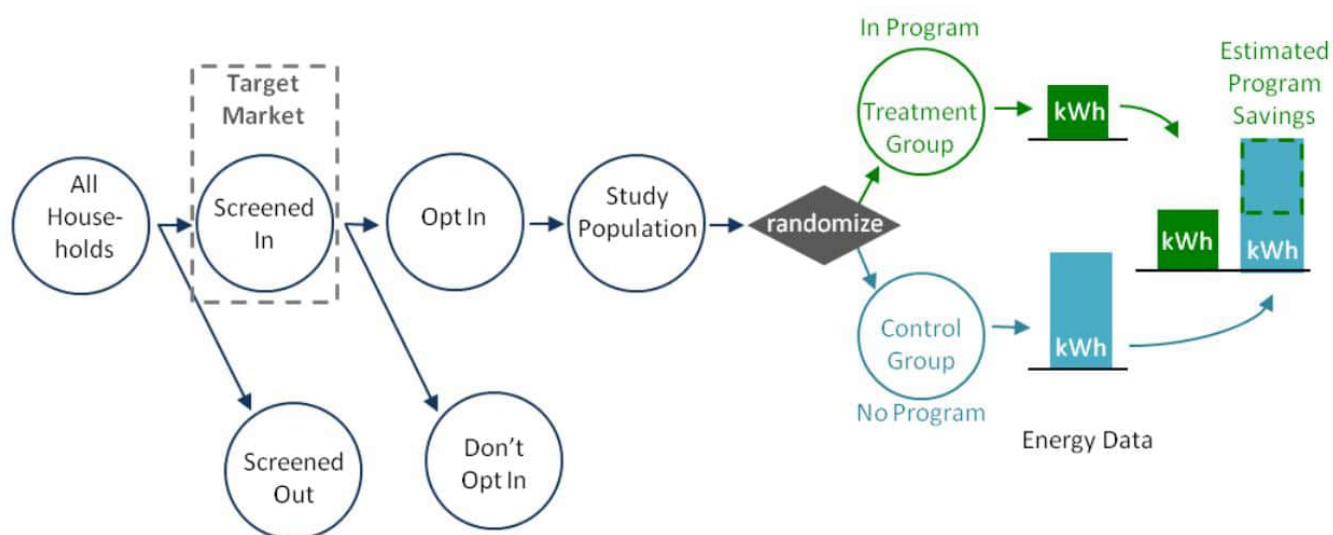 All
House-
holds
Target
Market
Screened
In
Screened
Out
Opt In
Don't
Opt In
Study
Population
randomize
In Program
Treatment
Group
Control
Group
No Program
kWh
kWh
Energy Data
Estimated
Program
Savings
kWh
kWh